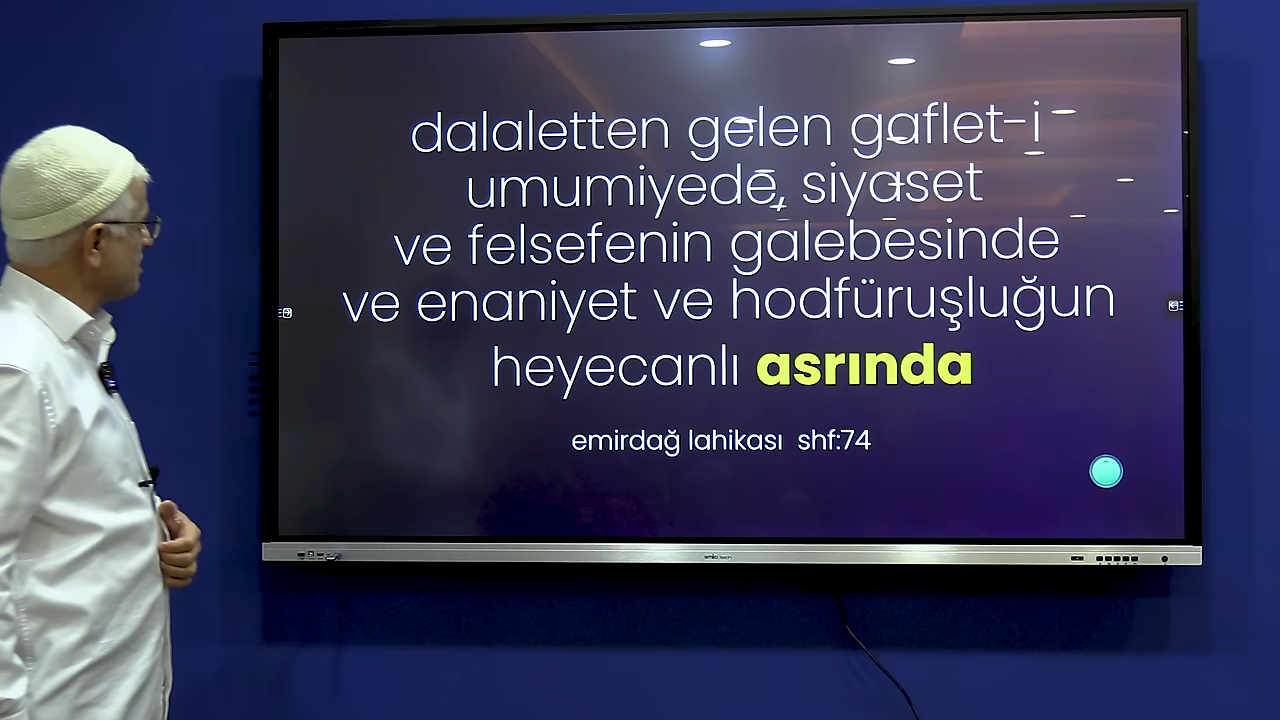 dalaletten gelen gaflet-i
umumiyede, siyaset
ve felsefenin galebesinde
ve enaniyet ve hodfüruşluğun
heyecanlı asrında
emirdağ lahikası shf:74